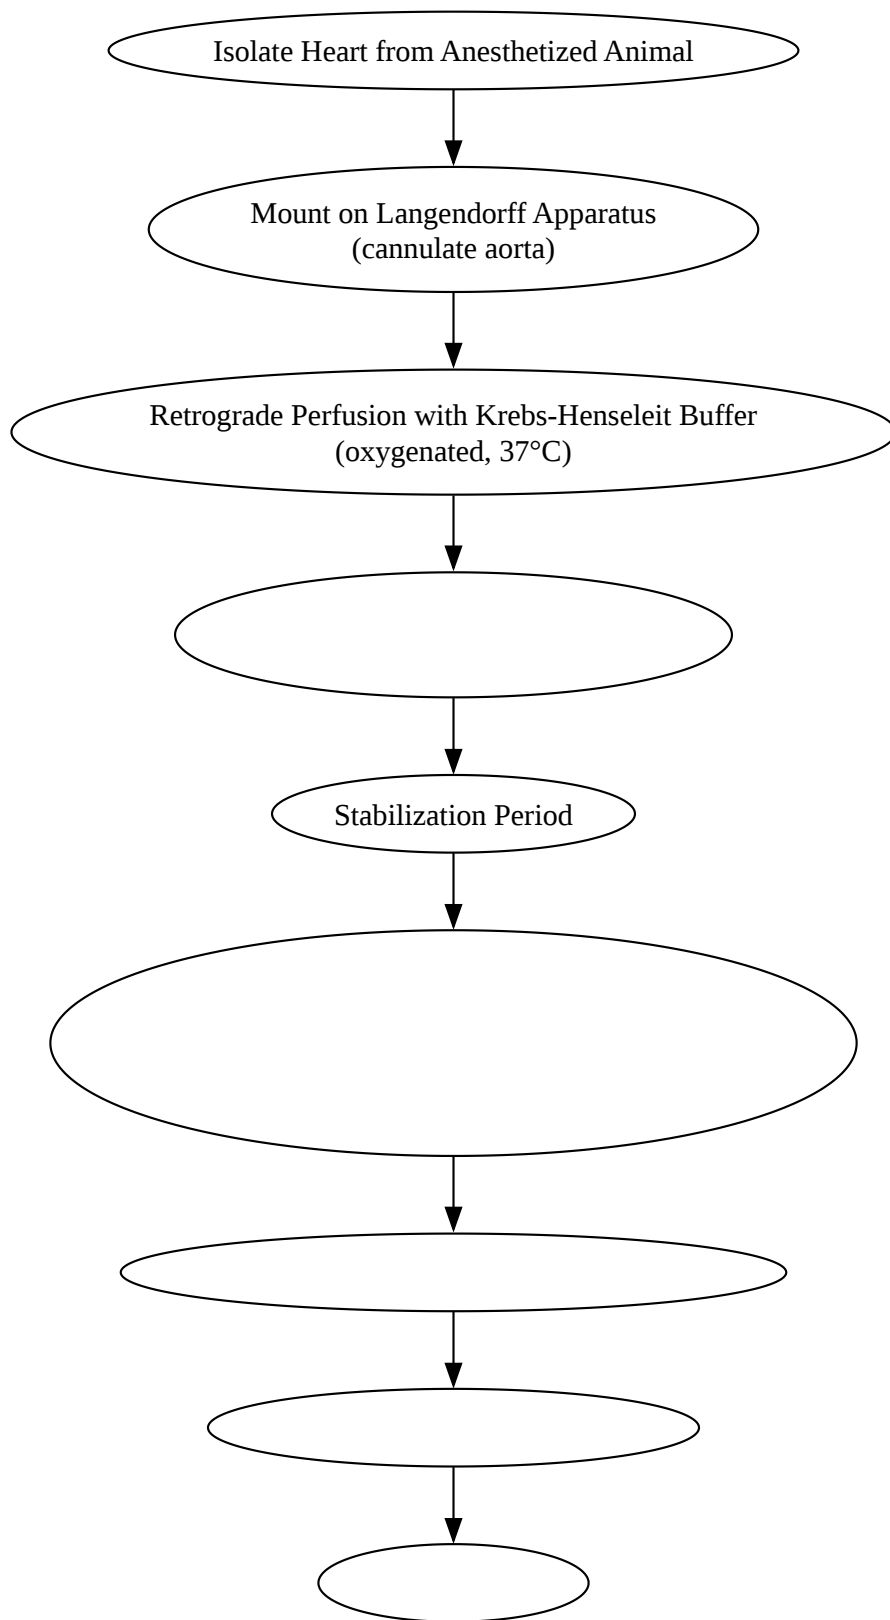 Isolate Heart from Anesthetized Animal
Mount on Langendorff Apparatus
(cannulate aorta)
Retrograde Perfusion with Krebs-Henseleit Buffer
(oxygenated, 37°C)
Stabilization Period